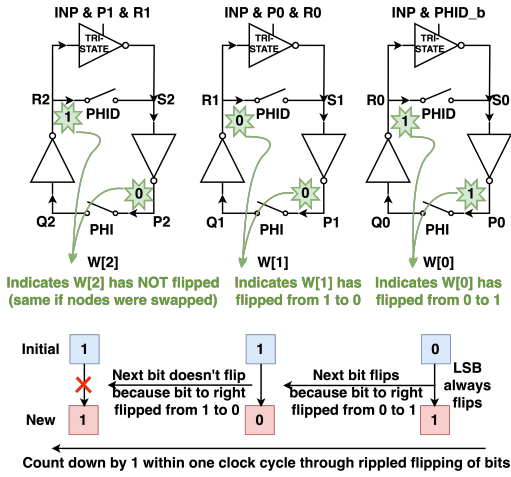 INP & P1 & R1
INP & P0 & R0
INP & PHID_b
TRI-
STATE
TRI-
STATE
TRI-
STATE
R2
S2
R1
S1
R0
S0
PHID
PHID
PHID
1
0
1
0
0
1
Q2
P2
Q1
P1
Q0
P0
PHI
PHI
PHI
W[2]
W[1]
W[0]
Indicates W[2] has NOT flipped
(same if nodes were swapped)
Indicates W[1] has
flipped from 1 to 0
Indicates W[0] has
flipped from 0 to 1
Initial
1
1
0
Next bit doesn't flip
because bit to right
flipped from 1 to 0
Next bit flips
because bit to right
flipped from 0 to 1
LSB
always
flips
New
1
0
1
Count down by 1 within one clock cycle through rippled flipping of bits